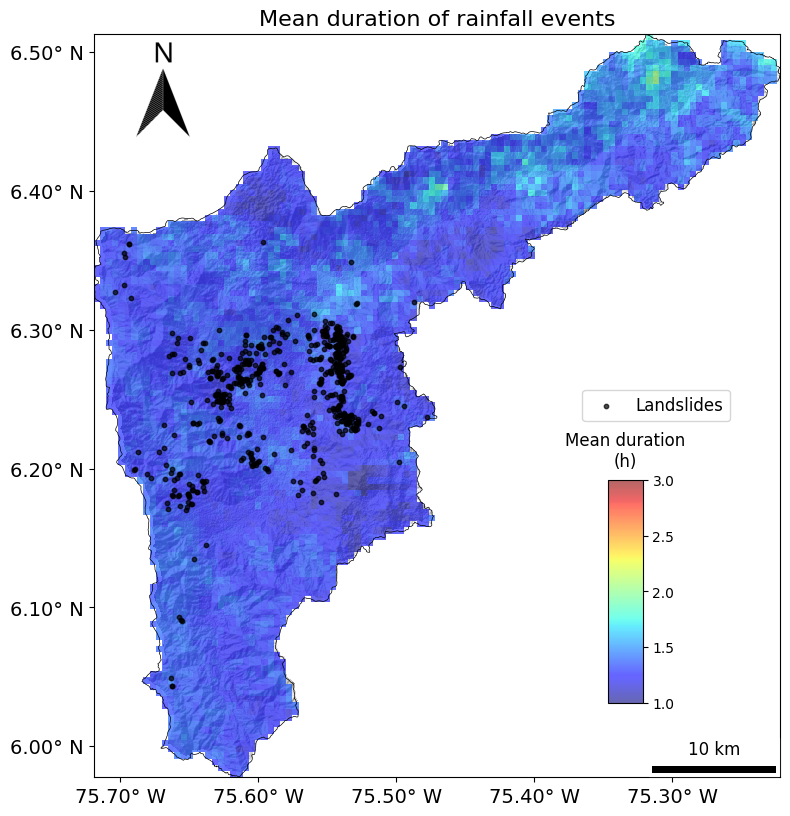 Mean duration of rainfall events
6.50° N
6.40° N
6.30° N
6.20° N
6.10° N
6.00° N
N
Landslides
Mean duration
(h)
3.0
2.5
2.0
1.5
1.0
10 km
75.70° W
75.60° W
75.50° W
75.40° W
75.30° W